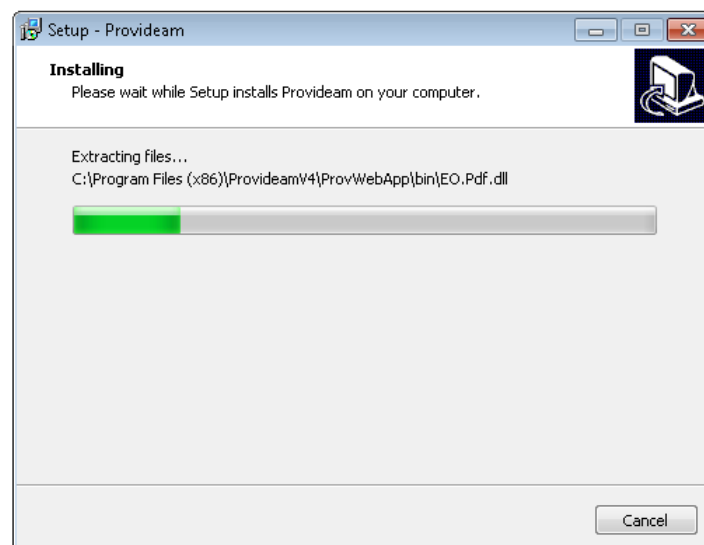 Setup - Provideam
Installing
Please wait while Setup installs Provideam on your computer.
Extracting files...
C:\Program Files (x86)\ProvideamV4\ProvWebApp\bin\EO.Pdf.dll
Cancel